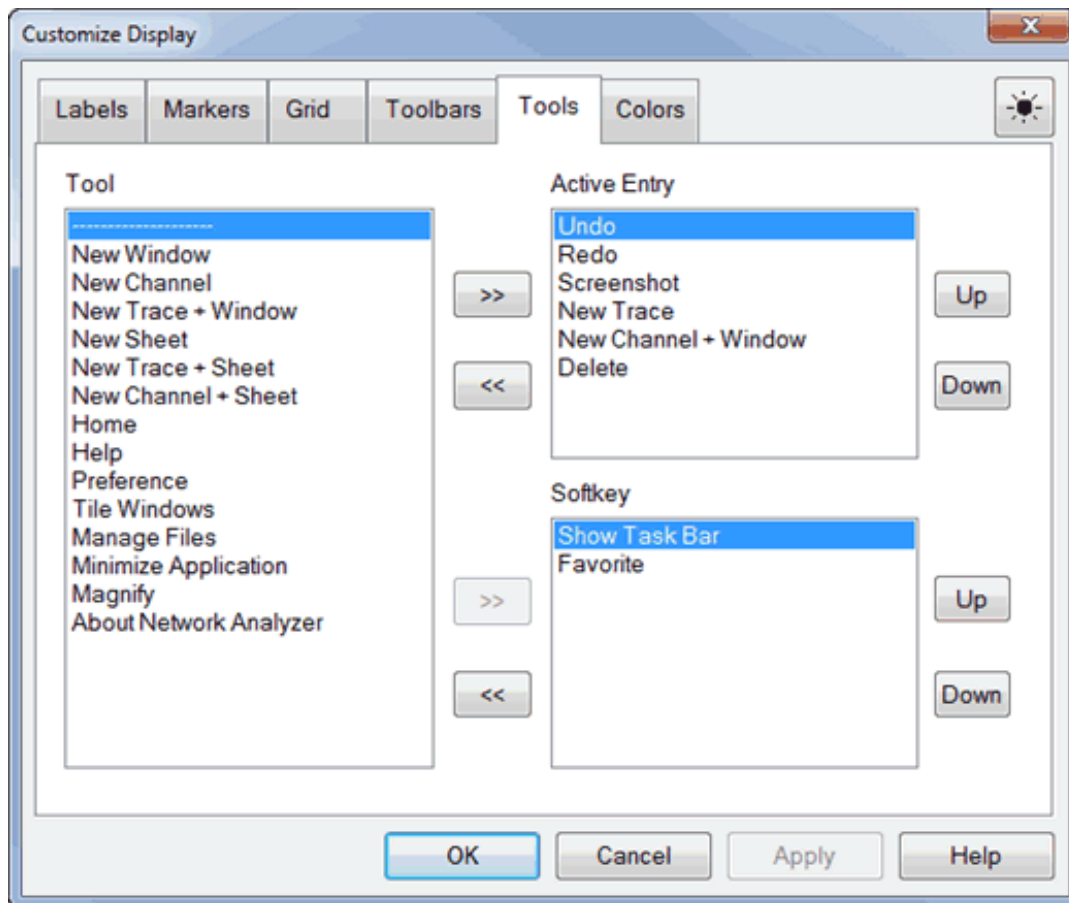 Customize Display
X
Labels Markers Grid Toolbars Tools Colors
Tool
--------------------
New Window
New Channel
New Trace + Window
New Sheet
New Trace + Sheet
New Channel + Sheet
Home
Help
Preference
Tile Windows
Manage Files
Minimize Application
Magnify
About Network Analyzer
>>
<<
>>
<<
Active Entry
Undo
Redo
Screenshot
New Trace
New Channel + Window
Delete
Up
Down
Softkey
Show Task Bar
Favorite
Up
Down
OK Cancel Apply Help